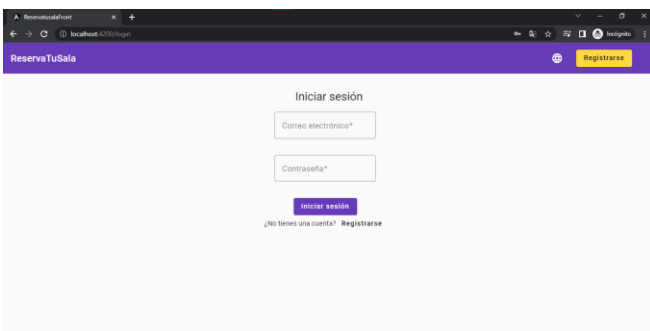 ReservatusalaFront
localhost:4200/login
Incógnito
ReservaTuSala
Registrarse
Iniciar sesión
Correo electrónico*
Contraseña*
Iniciar sesión
¿No tienes una cuenta? Registrarse